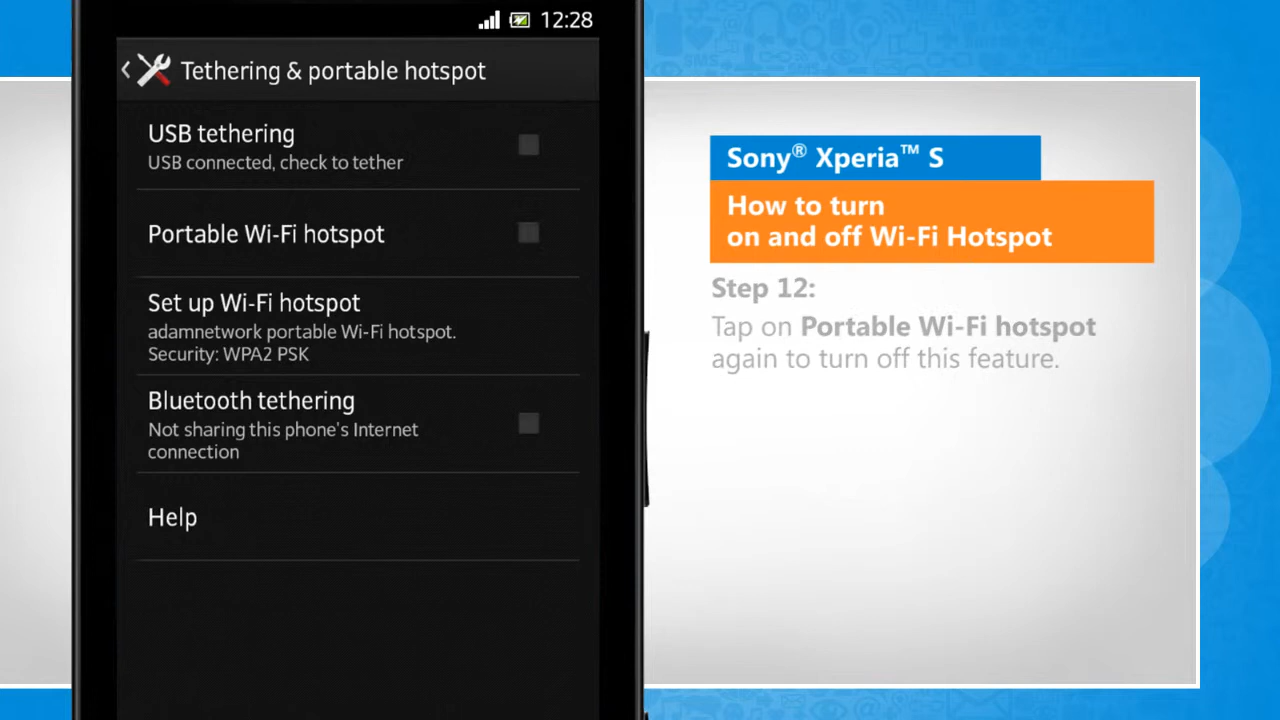 12:28
Tethering & portable hotspot
USB tethering
USB connected, check to tether
Portable Wi-Fi hotspot
Set up Wi-Fi hotspot
adamnetwork portable Wi-Fi hotspot.
Security: WPA2 PSK
Bluetooth tethering
Not sharing this phone's Internet
connection
Help
Sony® Xperia™ S
How to turn
on and off Wi-Fi Hotspot
Step 12:
Tap on Portable Wi-Fi hotspot
again to turn off this feature.
SMS